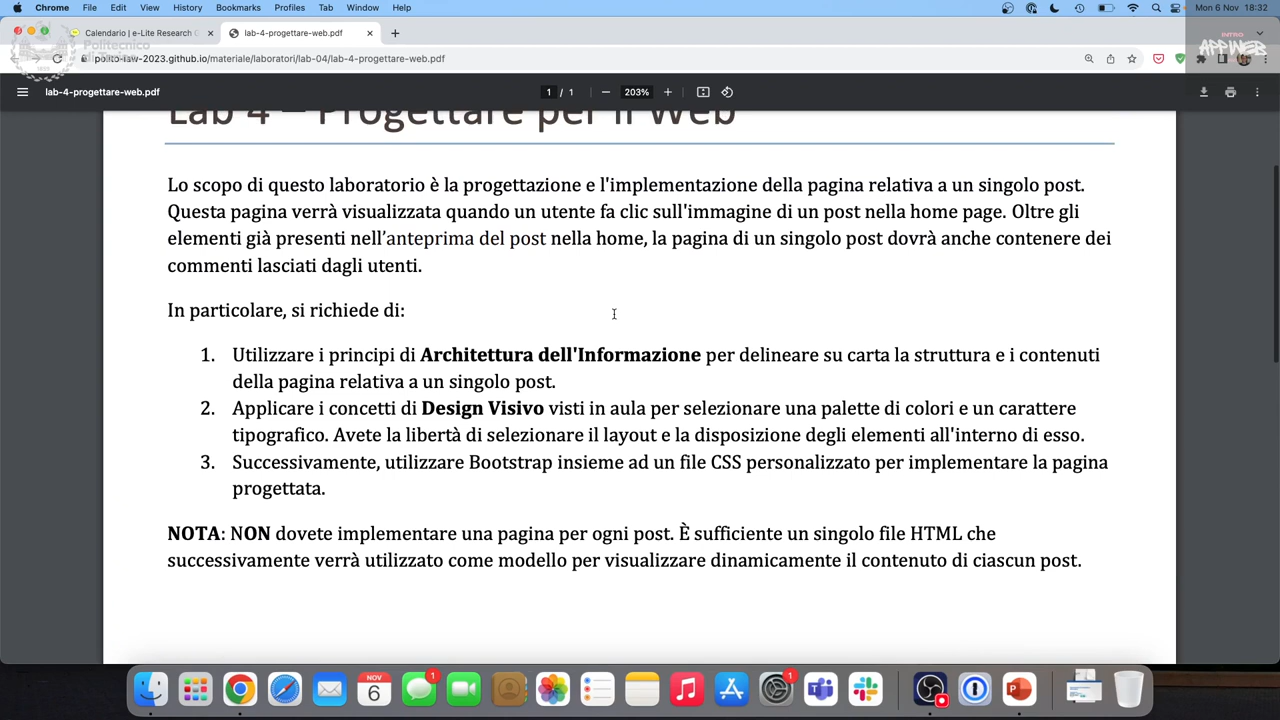 Chrome File Edit View History Bookmarks Profiles Tab Window Help Mon 6 Nov 18:32
Calendario | e-Lite Research lab-4-progettare-web.pdf
Politecnico
INTRO
APPWEB
polito-iaw-2023.github.io/materiale/laboratori/lab-04/lab-4-progettare-web.pdf
lab-4-progettare-web.pdf 1 / 1 203%
Lab 4 – Progettare per il Web
Lo scopo di questo laboratorio è la progettazione e l'implementazione della pagina relativa a un singolo post.
Questa pagina verrà visualizzata quando un utente fa clic sull'immagine di un post nella home page. Oltre gli
elementi già presenti nell’anteprima del post nella home, la pagina di un singolo post dovrà anche contenere dei
commenti lasciati dagli utenti.
In particolare, si richiede di:
1. Utilizzare i principi di Architettura dell'Informazione per delineare su carta la struttura e i contenuti
della pagina relativa a un singolo post.
2. Applicare i concetti di Design Visivo visti in aula per selezionare una palette di colori e un carattere
tipografico. Avete la libertà di selezionare il layout e la disposizione degli elementi all'interno di esso.
3. Successivamente, utilizzare Bootstrap insieme ad un file CSS personalizzato per implementare la pagina
progettata.
NOTA: NON dovete implementare una pagina per ogni post. È sufficiente un singolo file HTML che
successivamente verrà utilizzato come modello per visualizzare dinamicamente il contenuto di ciascun post.
NOV
6
1
1